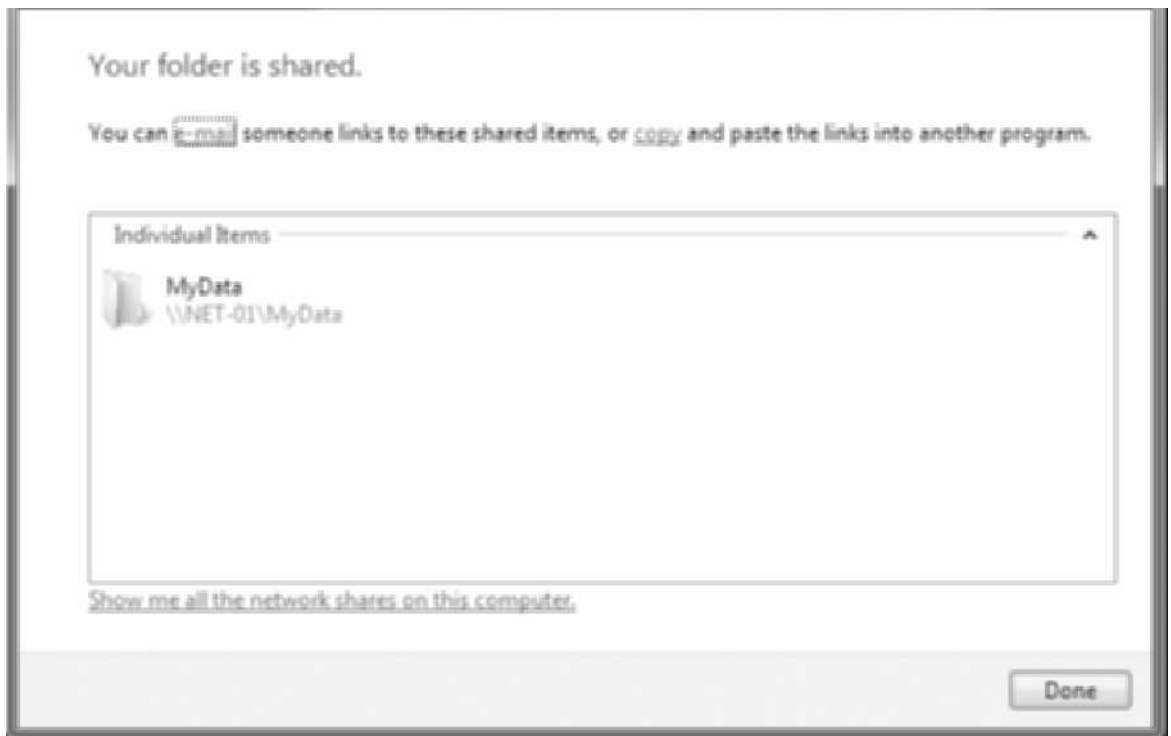 Your folder is shared.
You can e-mail someone links to these shared items, or copy and paste the links into another program.
Individual Items
MyData
\\NET-01\MyData
Show me all the network shares on this computer.
Done